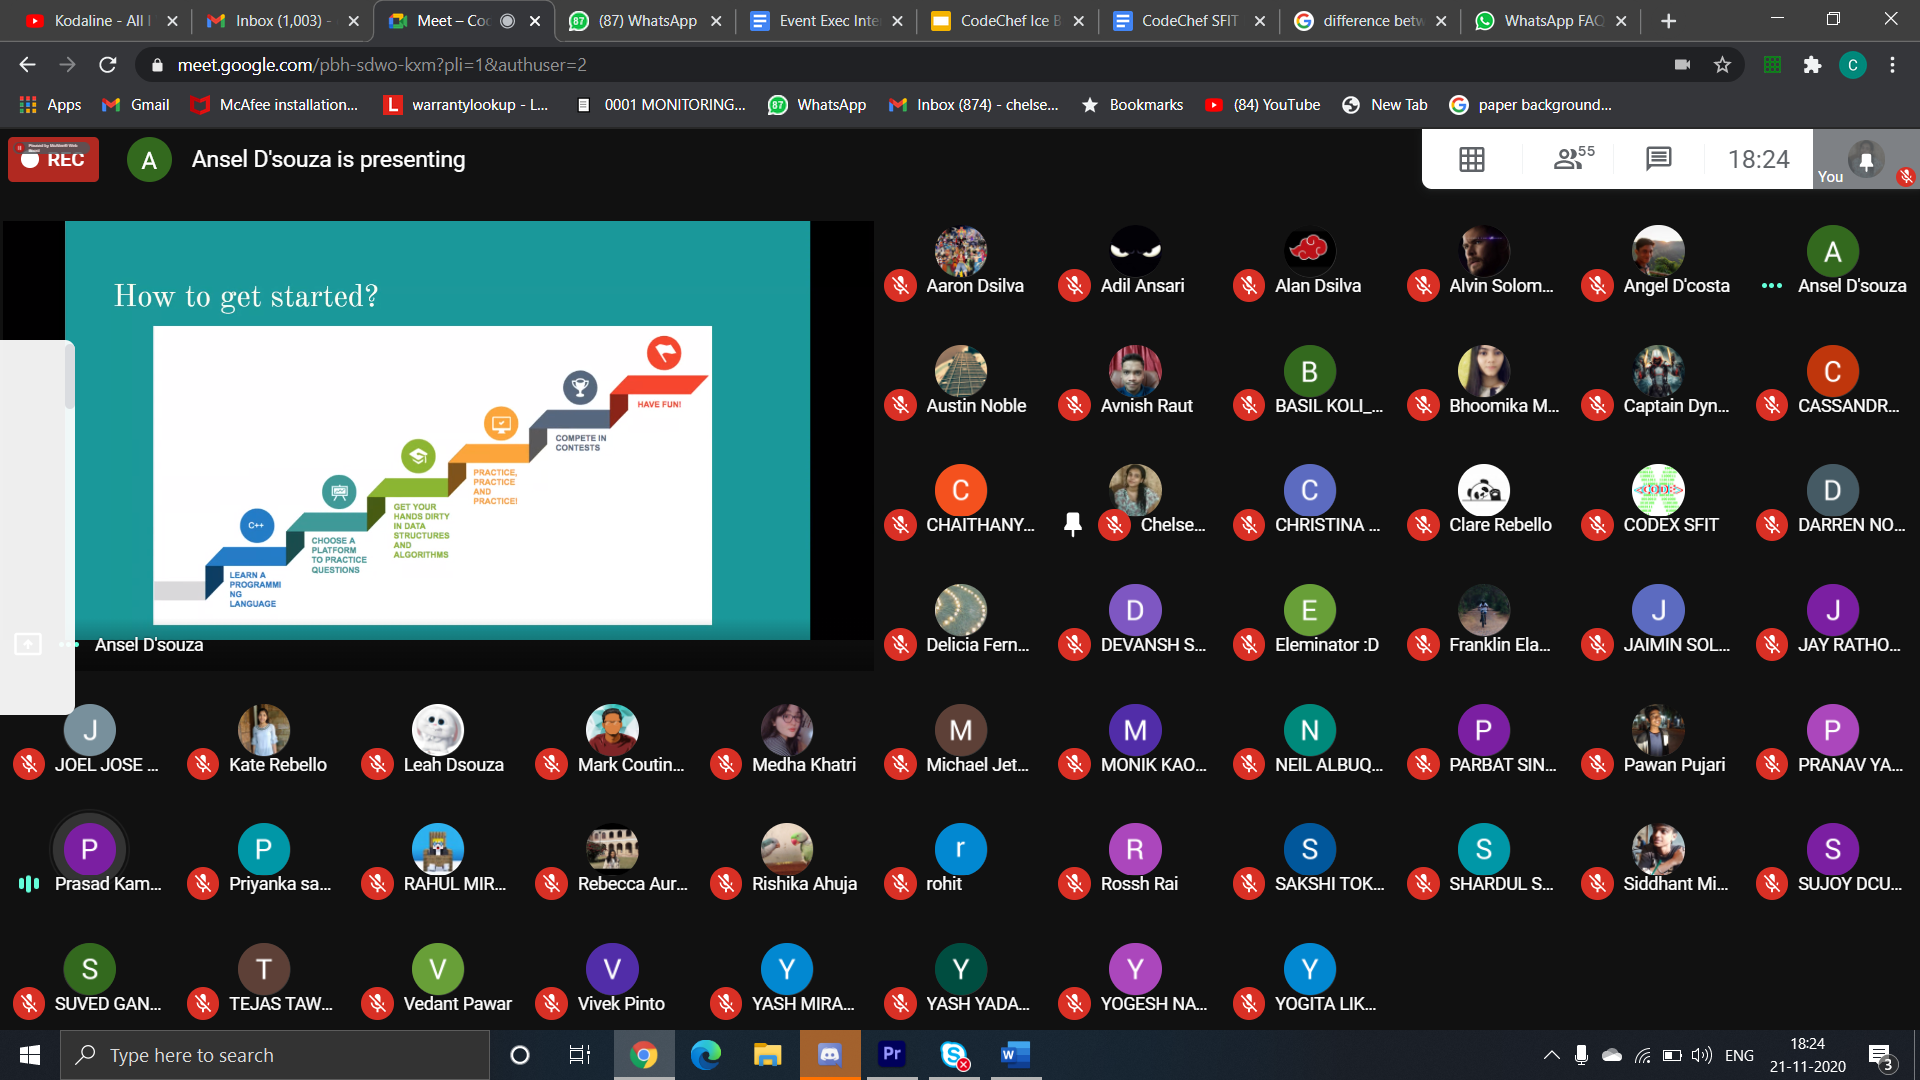 Kodaline - All I
Inbox (1,003) -
Meet – Coc
(87) WhatsApp
Event Exec Inte
CodeChef Ice B
CodeChef SFIT
difference betw
WhatsApp FAQ
meet.google.com/pbh-sdwo-kxm?pli=1&authuser=2
C
Apps
Gmail
McAfee installation...
warrantylookup - L...
0001 MONITORING...
WhatsApp
Inbox (874) - chelse...
Bookmarks
(84) YouTube
New Tab
paper background...
REC
A
Ansel D'souza is presenting
55
18:24
You
How to get started?
HAVE FUN!
COMPETE IN
CONTESTS
PRACTICE,
PRACTICE
AND
PRACTICE!
GET YOUR
HANDS DIRTY
IN DATA
STRUCTURES
AND
ALGORITHMS
CHOOSE A
PLATFORM
TO PRACTICE
QUESTIONS
C++
LEARN A
PROGRAMMI
NG
LANGUAGE
Ansel D'souza
Aaron Dsilva
Adil Ansari
Alan Dsilva
Alvin Solom...
Angel D'costa
A
Ansel D'souza
Austin Noble
Avnish Raut
B
BASIL KOLI_...
Bhoomika M...
Captain Dyn...
C
CASSANDR...
C
CHAITHANY...
Chelse...
C
CHRISTINA ...
Clare Rebello
CODEX SFIT
D
DARREN NO...
Delicia Fern...
D
DEVANSH S...
E
Eleminator :D
Franklin Ela...
J
JAIMIN SOL...
J
JAY RATHO...
J
JOEL JOSE ...
Kate Rebello
Leah Dsouza
Mark Coutin...
Medha Khatri
M
Michael Jet...
M
MONIK KAO...
N
NEIL ALBUQ...
P
PARBAT SIN...
Pawan Pujari
P
PRANAV YA...
P
Prasad Kam...
P
Priyanka sa...
RAHUL MIR...
Rebecca Aur...
Rishika Ahuja
r
rohit
R
Rossh Rai
S
SAKSHI TOK...
S
SHARDUL S...
Siddhant Mi...
S
SUJOY DCU...
S
SUVED GAN...
T
TEJAS TAW...
V
Vedant Pawar
V
Vivek Pinto
Y
YASH MIRA...
Y
YASH YADA...
Y
YOGESH NA...
Y
YOGITA LIK...
Type here to search
Pr
ENG
18:24
21-11-2020
3